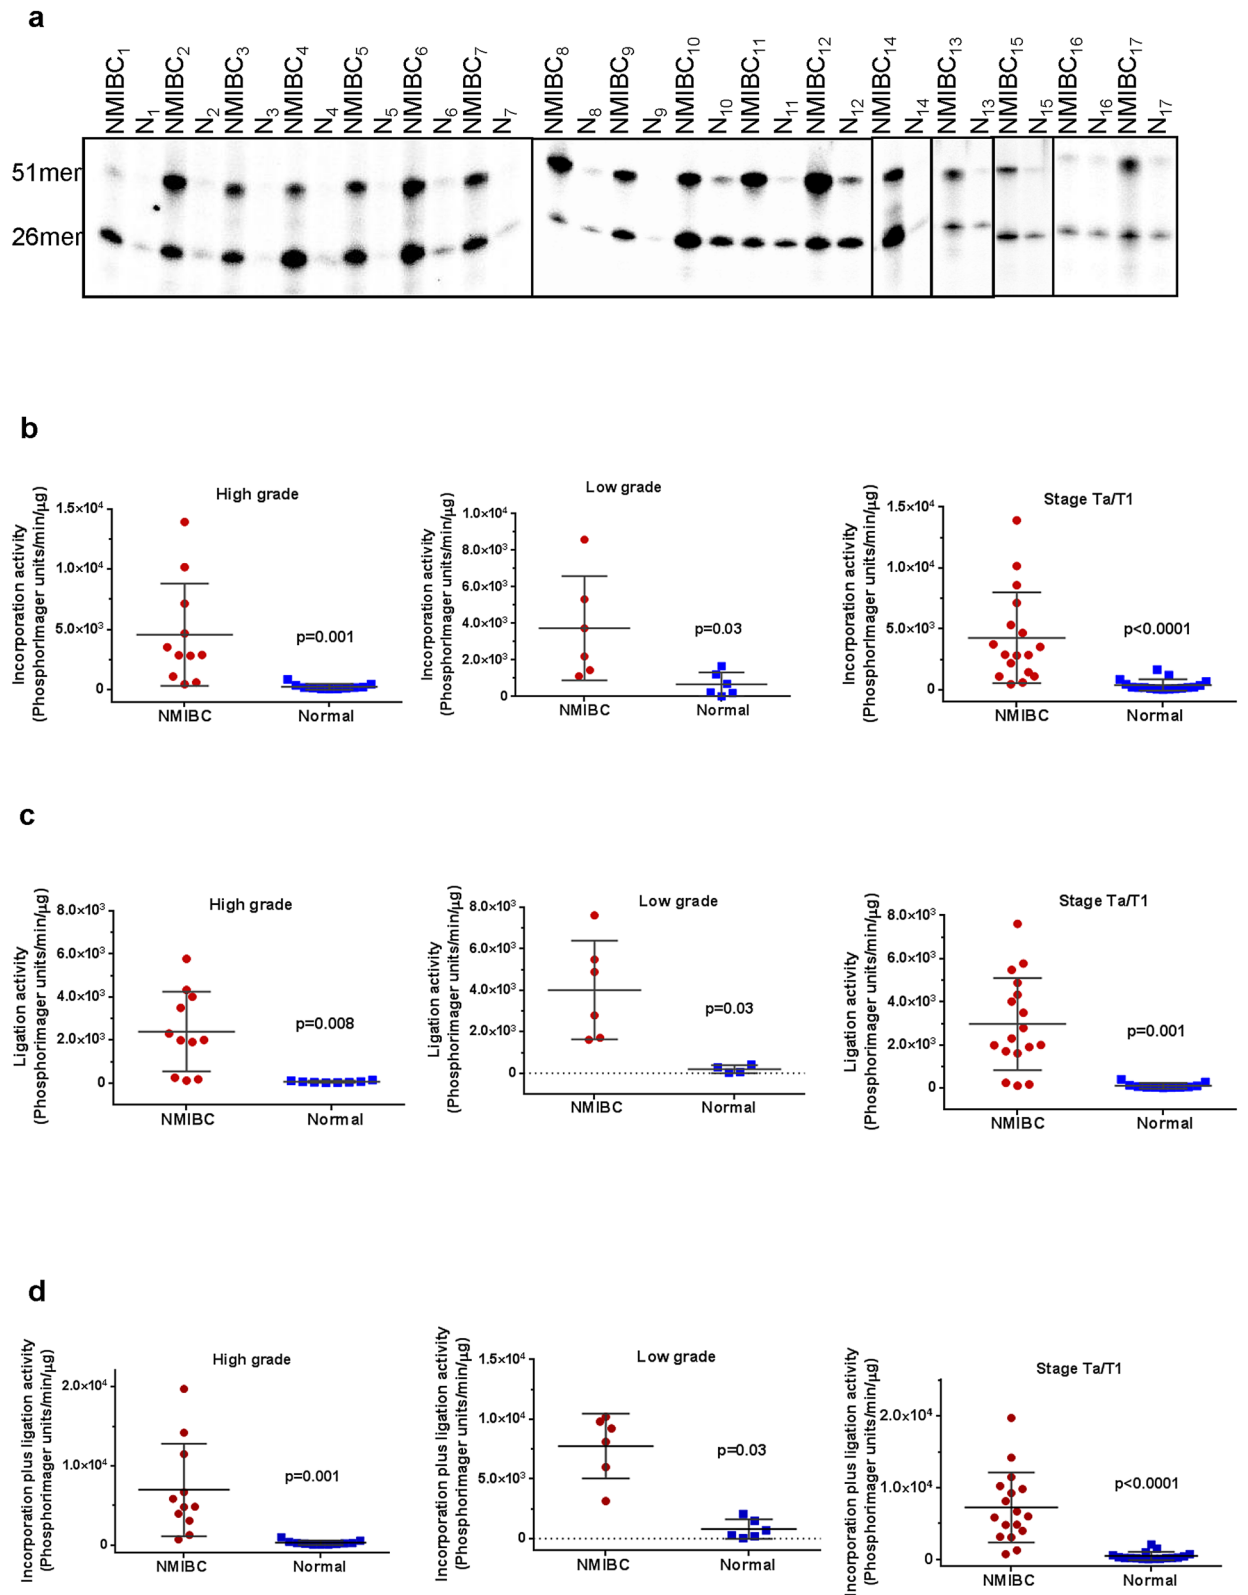 a
NMIBC1 N1 NMIBC2 N2 NMIBC3 N3 NMIBC4 N4 NMIBC5 N5 NMIBC6 N6 NMIBC7 N7 NMIBC8 N8 NMIBC9 N9 NMIBC10 N10 NMIBC11 N11 NMIBC12 N12 NMIBC14 N14 NMIBC13 N13 NMIBC15 N15 NMIBC16 N16 NMIBC17 N17
51mer
26mer
b
High grade
Incorporation activity
(PhosphorImager units/min/µg)
1.5×10⁴
1.0×10⁴
5.0×10³
0
p=0.001
NMIBC Normal
Low grade
Incorporation activity
(Phosphorimager units/min/µg)
1.0×10⁴
8.0×10³
6.0×10³
4.0×10³
2.0×10³
0
p=0.03
NMIBC Normal
Stage Ta/T1
Incorporation activity
(Phosphorimager units/min/µg)
1.5×10⁴
1.0×10⁴
5.0×10³
0
p<0.0001
NMIBC Normal
c
High grade
Ligation activity
(Phosphorimager units/min/µg)
8.0×10³
6.0×10³
4.0×10³
2.0×10³
0
p=0.008
NMIBC Normal
Low grade
Ligation activity
(Phosphorimager units/min/µg)
8.0×10³
6.0×10³
4.0×10³
2.0×10³
0
p=0.03
NMIBC Normal
Stage Ta/T1
Ligation activity
(Phosphorimager units/min/µg)
8.0×10³
6.0×10³
4.0×10³
2.0×10³
0
p=0.001
NMIBC Normal
d
High grade
Incorporation plus ligation activity
(Phosphorimager units/min/µg)
2.0×10⁴
1.0×10⁴
0
p=0.001
NMIBC Normal
Low grade
Incorporation plus ligation activity
(Phosphorimager units/min/µg)
1.5×10⁴
1.0×10⁴
5.0×10³
0
p=0.03
NMIBC Normal
Stage Ta/T1
Incorporation plus ligation activity
(Phosphorimager units/min/µg)
2.0×10⁴
1.0×10⁴
0
p<0.0001
NMIBC Normal